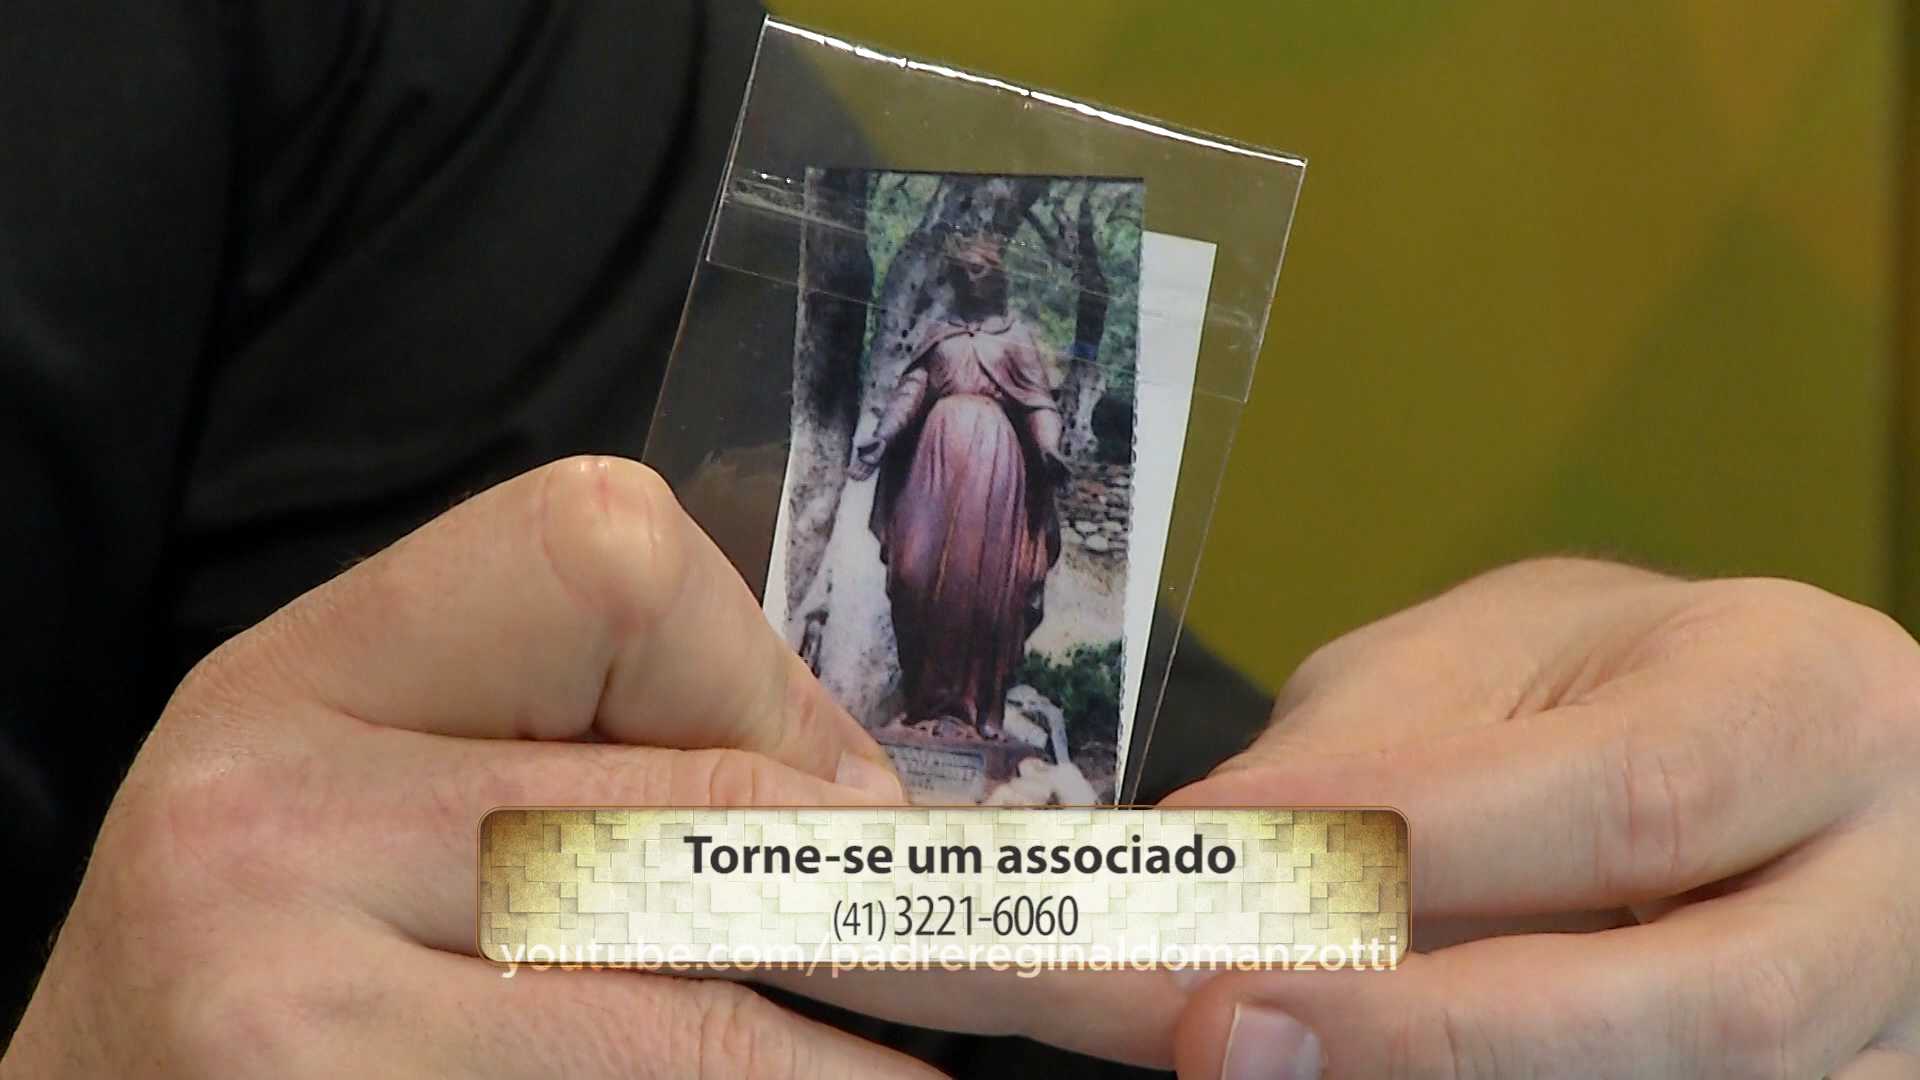 Torne-se um associado
(41) 3221-6060
youtube.com/padrereginaldomanzotti